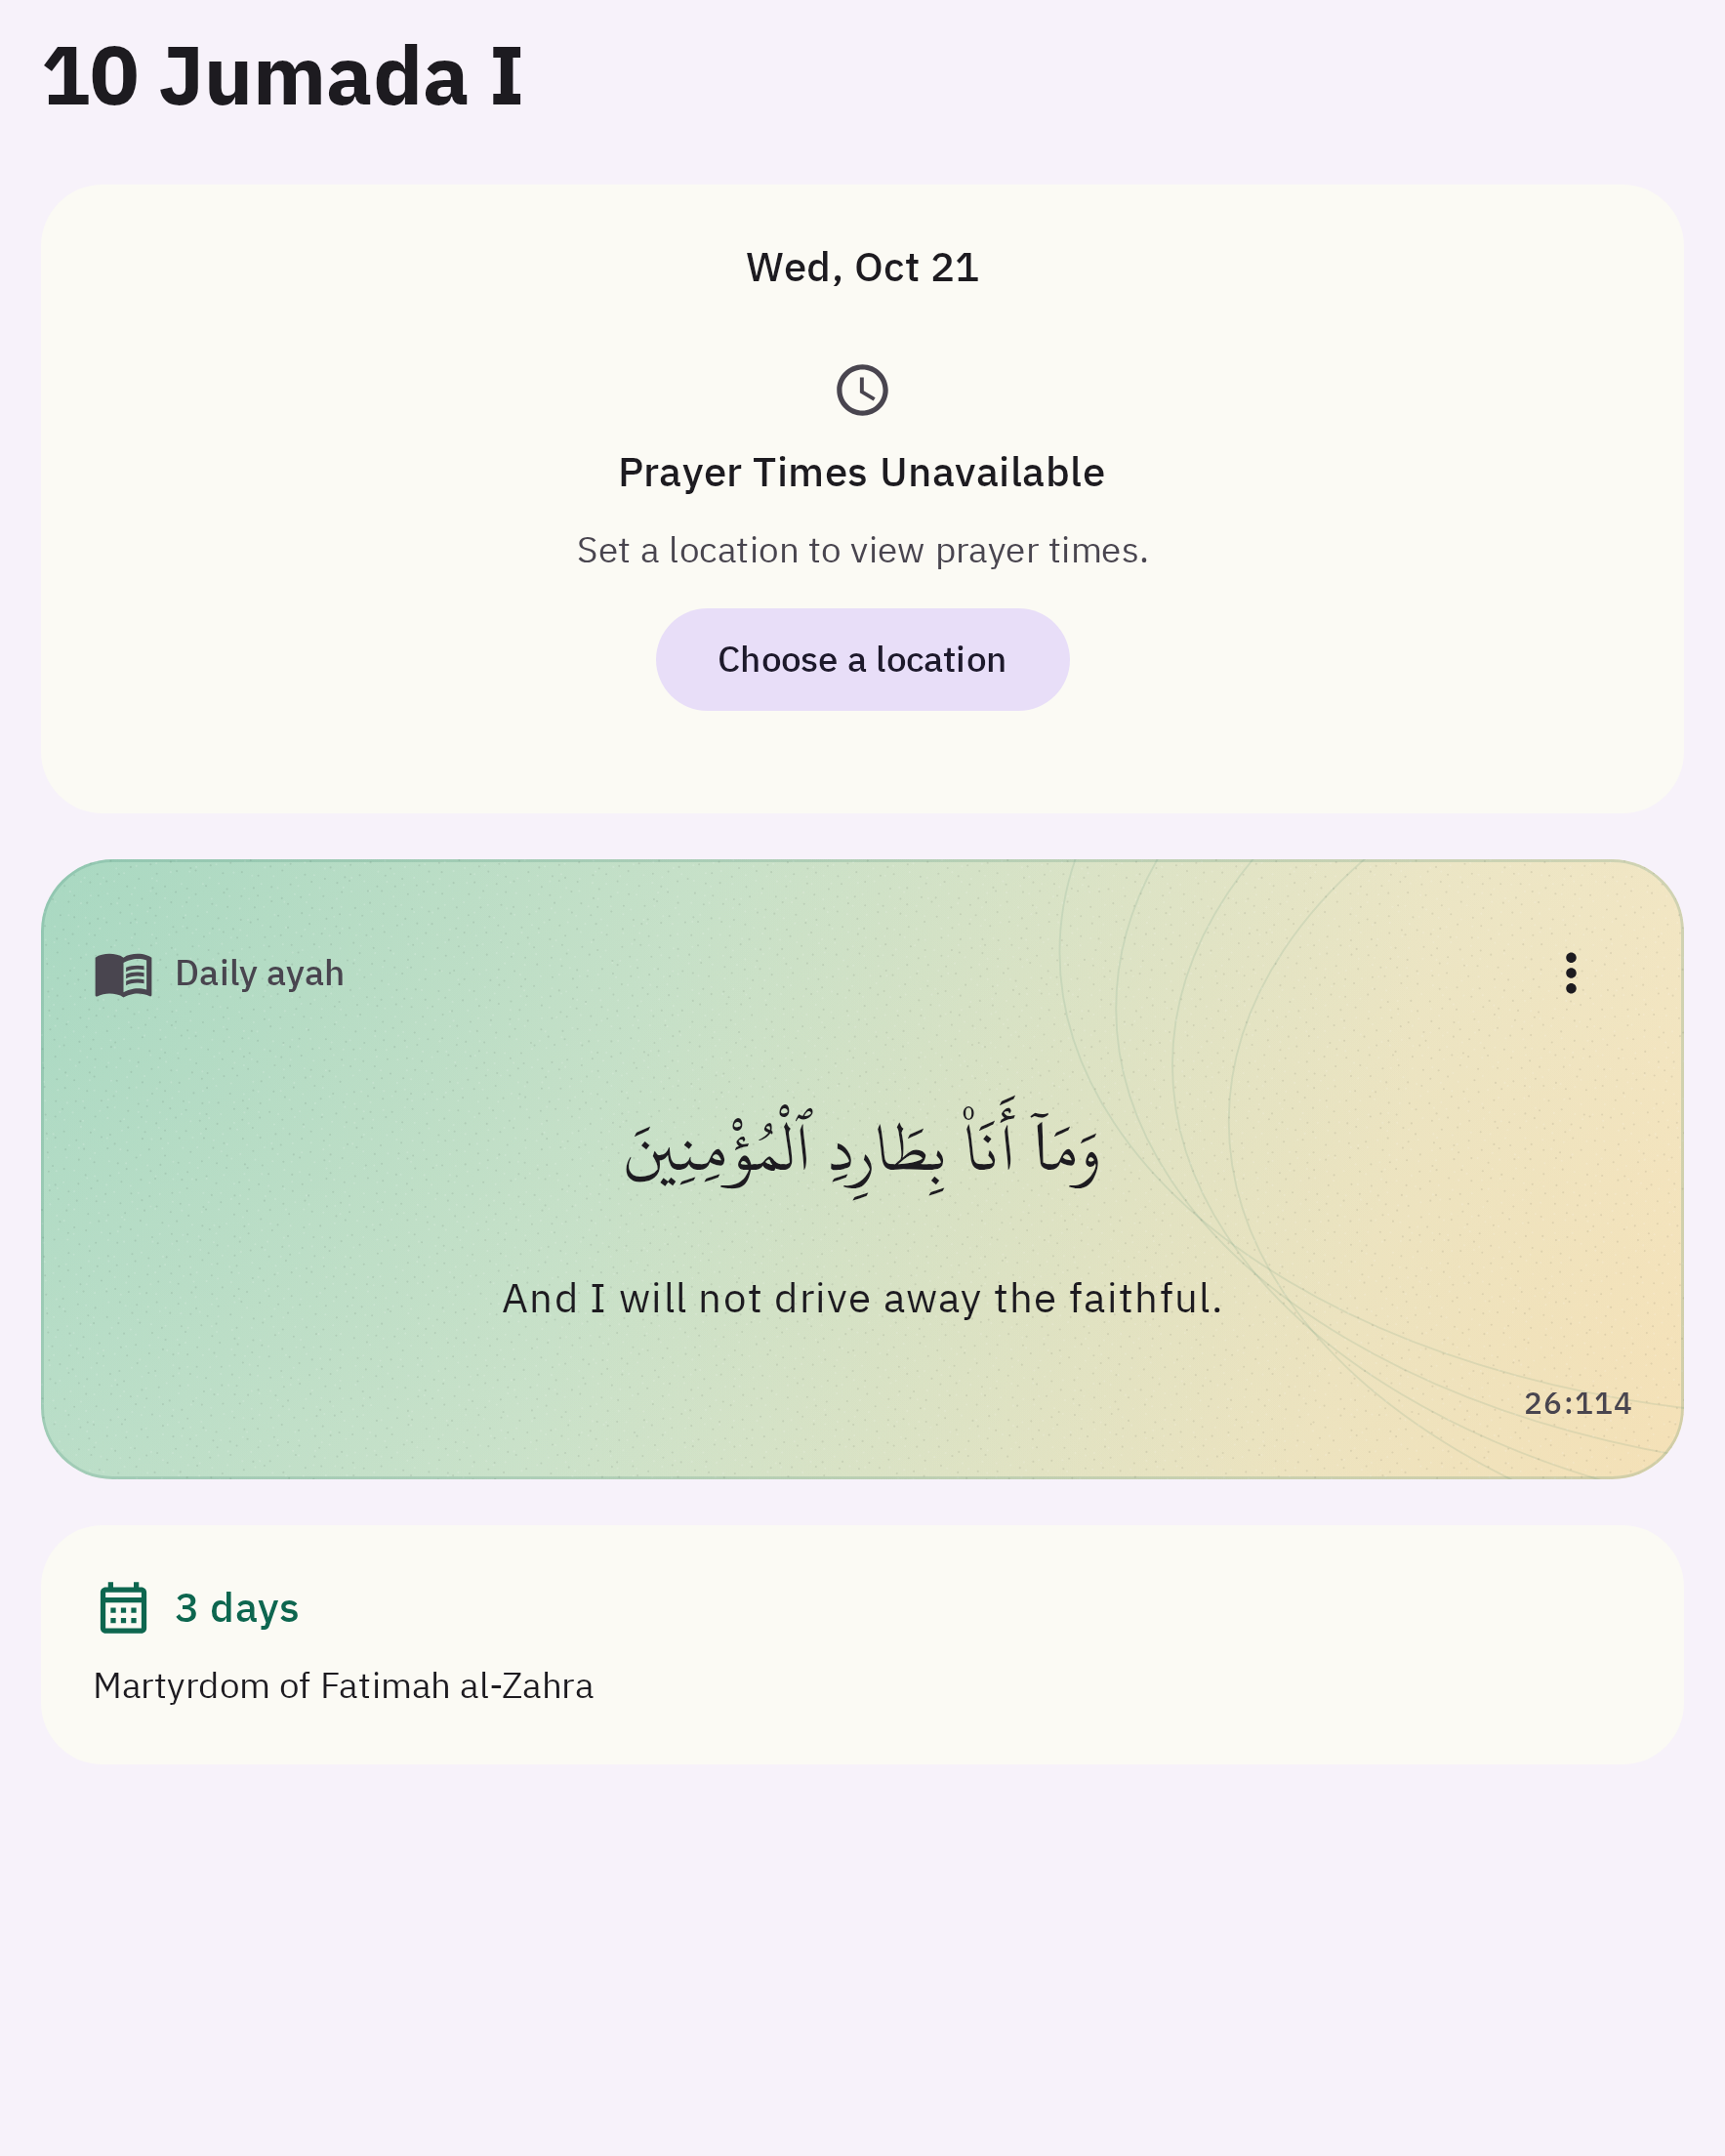 10 Jumada I
Wed, Oct 21
Prayer Times Unavailable
Set a location to view prayer times.
Choose a location
Daily ayah
وَمَآ أَنَا۠ بِطَارِدِ ٱلْمُؤْمِنِينَ
And I will not drive away the faithful.
26:114
3 days
Martyrdom of Fatimah al-Zahra